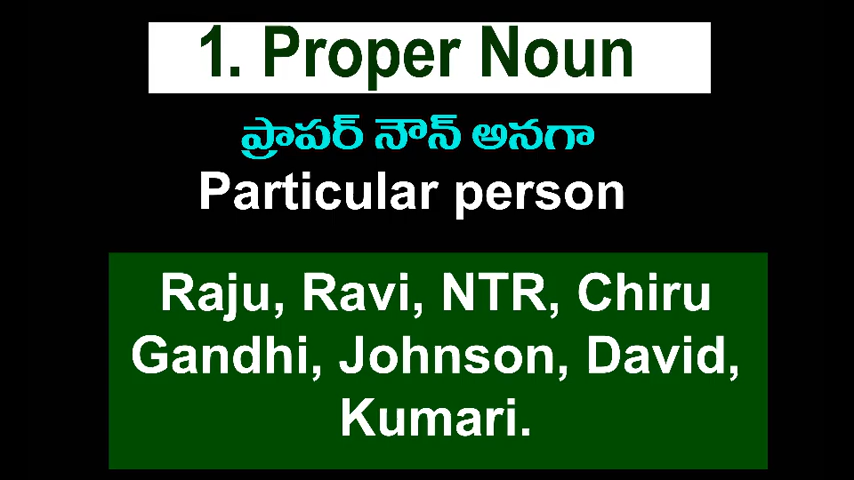 1. Proper Noun
ప్రాపర్ నౌన్ అనగా
Particular person
Raju, Ravi, NTR, Chiru
Gandhi, Johnson, David,
Kumari.